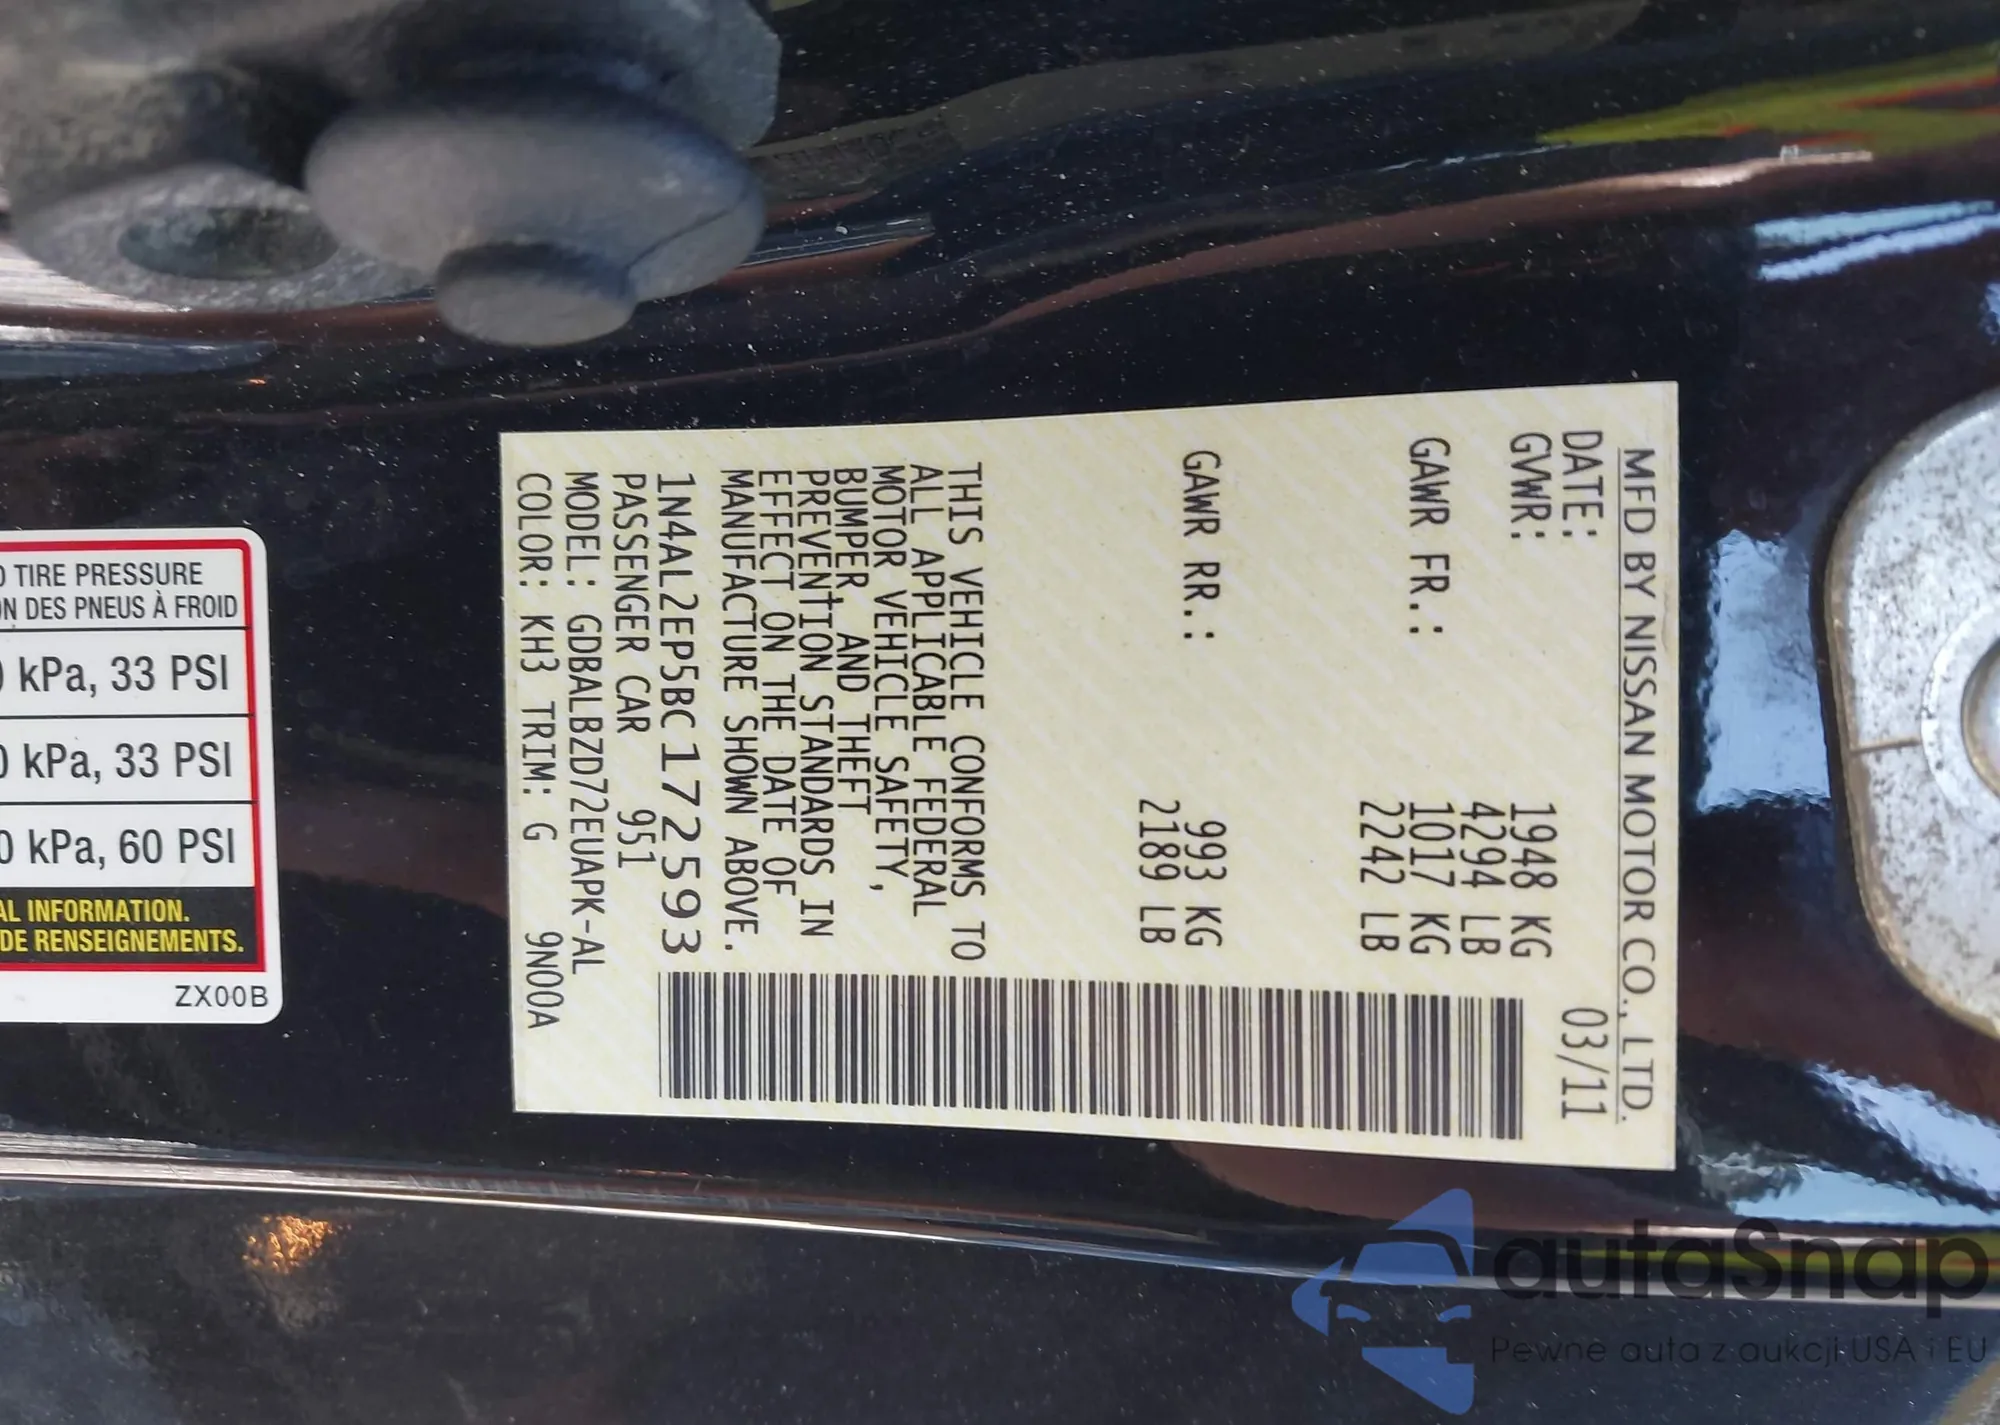 MFD BY NISSAN MOTOR CO., LTD.
DATE: 03/11
GVWR: 1948 KG
4294 LB
GAWR FR.: 1017 KG
2242 LB
GAWR RR.: 993 KG
2189 LB
THIS VEHICLE CONFORMS TO
ALL APPLICABLE FEDERAL
MOTOR VEHICLE SAFETY,
BUMPER, AND THEFT
PREVENTION STANDARDS IN
EFFECT ON THE DATE OF
MANUFACTURE SHOWN ABOVE.
1N4AL2EP5BC172593
PASSENGER CAR 951
MODEL: GDBALBZD72EUAPK-AL
COLOR: KH3 TRIM: G 9N00A
TIRE PRESSURE
DES PNEUS À FROID
kPa, 33 PSI
kPa, 33 PSI
kPa, 60 PSI
INFORMATION.
DE RENSEIGNEMENTS.
ZX00B
autaSnap
Pewne auta z aukcji USA i EU